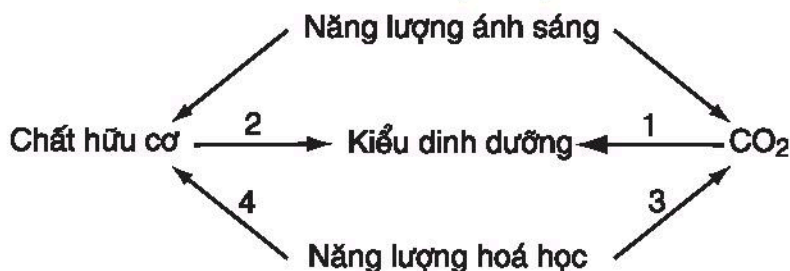 Năng lượng ánh sáng
Chất hữu cơ 2 Kiểu dinh dưỡng 1 CO₂
4 3
Năng lượng hoá học